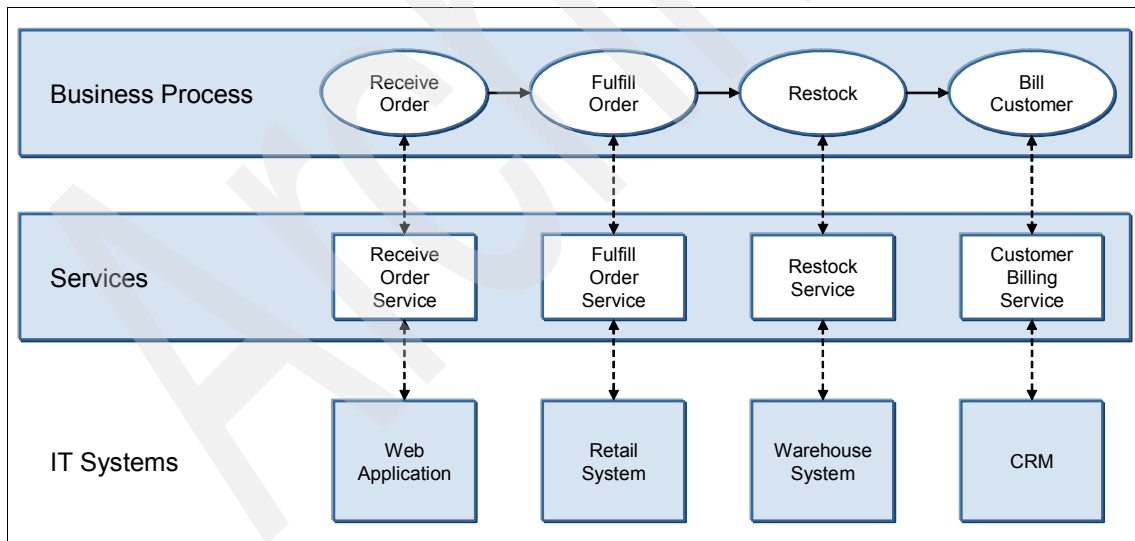 Business Process
Receive
Order
Fulfill
Order
Restock
Bill
Customer
Services
Receive
Order
Service
Fulfill
Order
Service
Restock
Service
Customer
Billing
Service
IT Systems
Web
Application
Retail
System
Warehouse
System
CRM